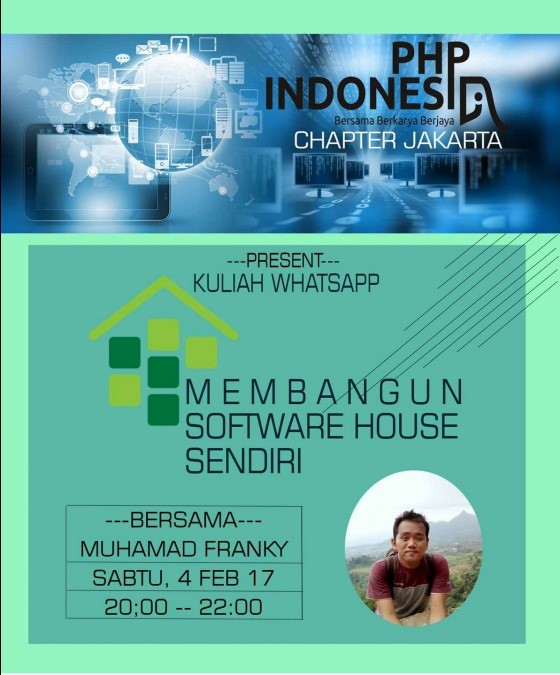 PHP
INDONESIA
Bersama Berkarya Berjaya
CHAPTER JAKARTA
---PRESENT---
KULIAH WHATSAPP
MEMBANGUN
SOFTWARE HOUSE
SENDIRI
---BERSAMA---
MUHAMAD FRANKY
SABTU, 4 FEB 17
20;00 -- 22:00